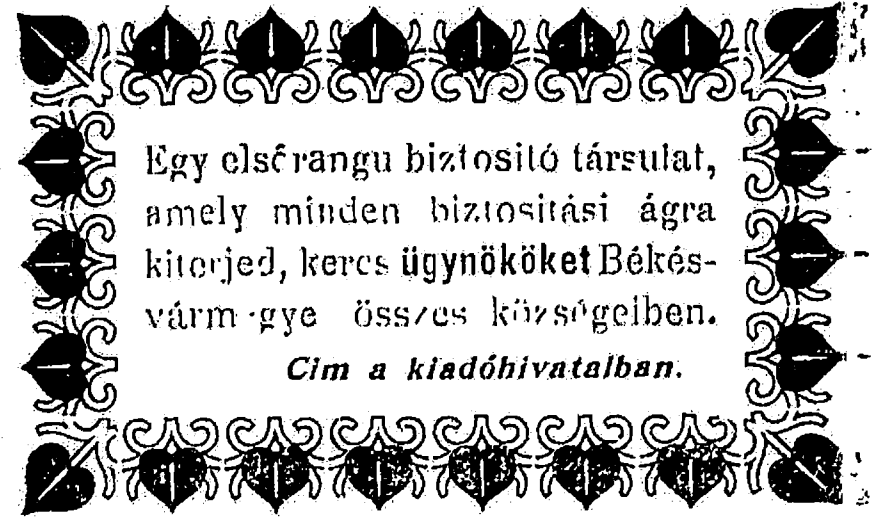 Egy elsőrangu biztositó társulat,
amely minden biztositási ágra
kiterjed, keres ügynököket Békés-
vármegye összes községeiben.
Cim a kiadóhivatalban.